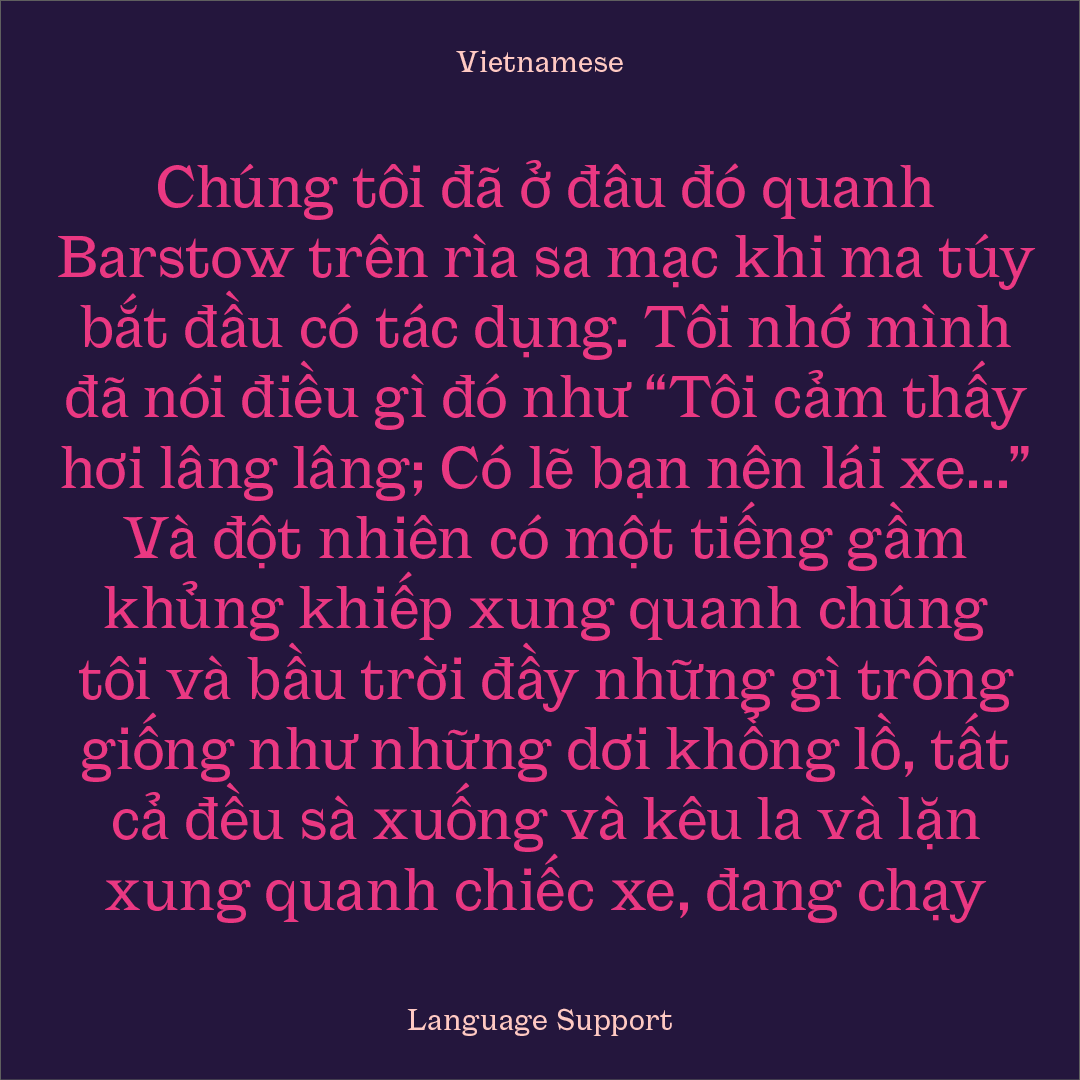 Vietnamese
Chúng tôi đã ở đâu đó quanh
Barstow trên rìa sa mạc khi ma túy
bắt đầu có tác dụng. Tôi nhớ mình
đã nói điều gì đó như “Tôi cảm thấy
hơi lâng lâng; Có lẽ bạn nên lái xe...”
Và đột nhiên có một tiếng gầm
khủng khiếp xung quanh chúng
tôi và bầu trời đầy những gì trông
giống như những dơi khổng lồ, tất
cả đều sà xuống và kêu la và lặn
xung quanh chiếc xe, đang chạy
Language Support